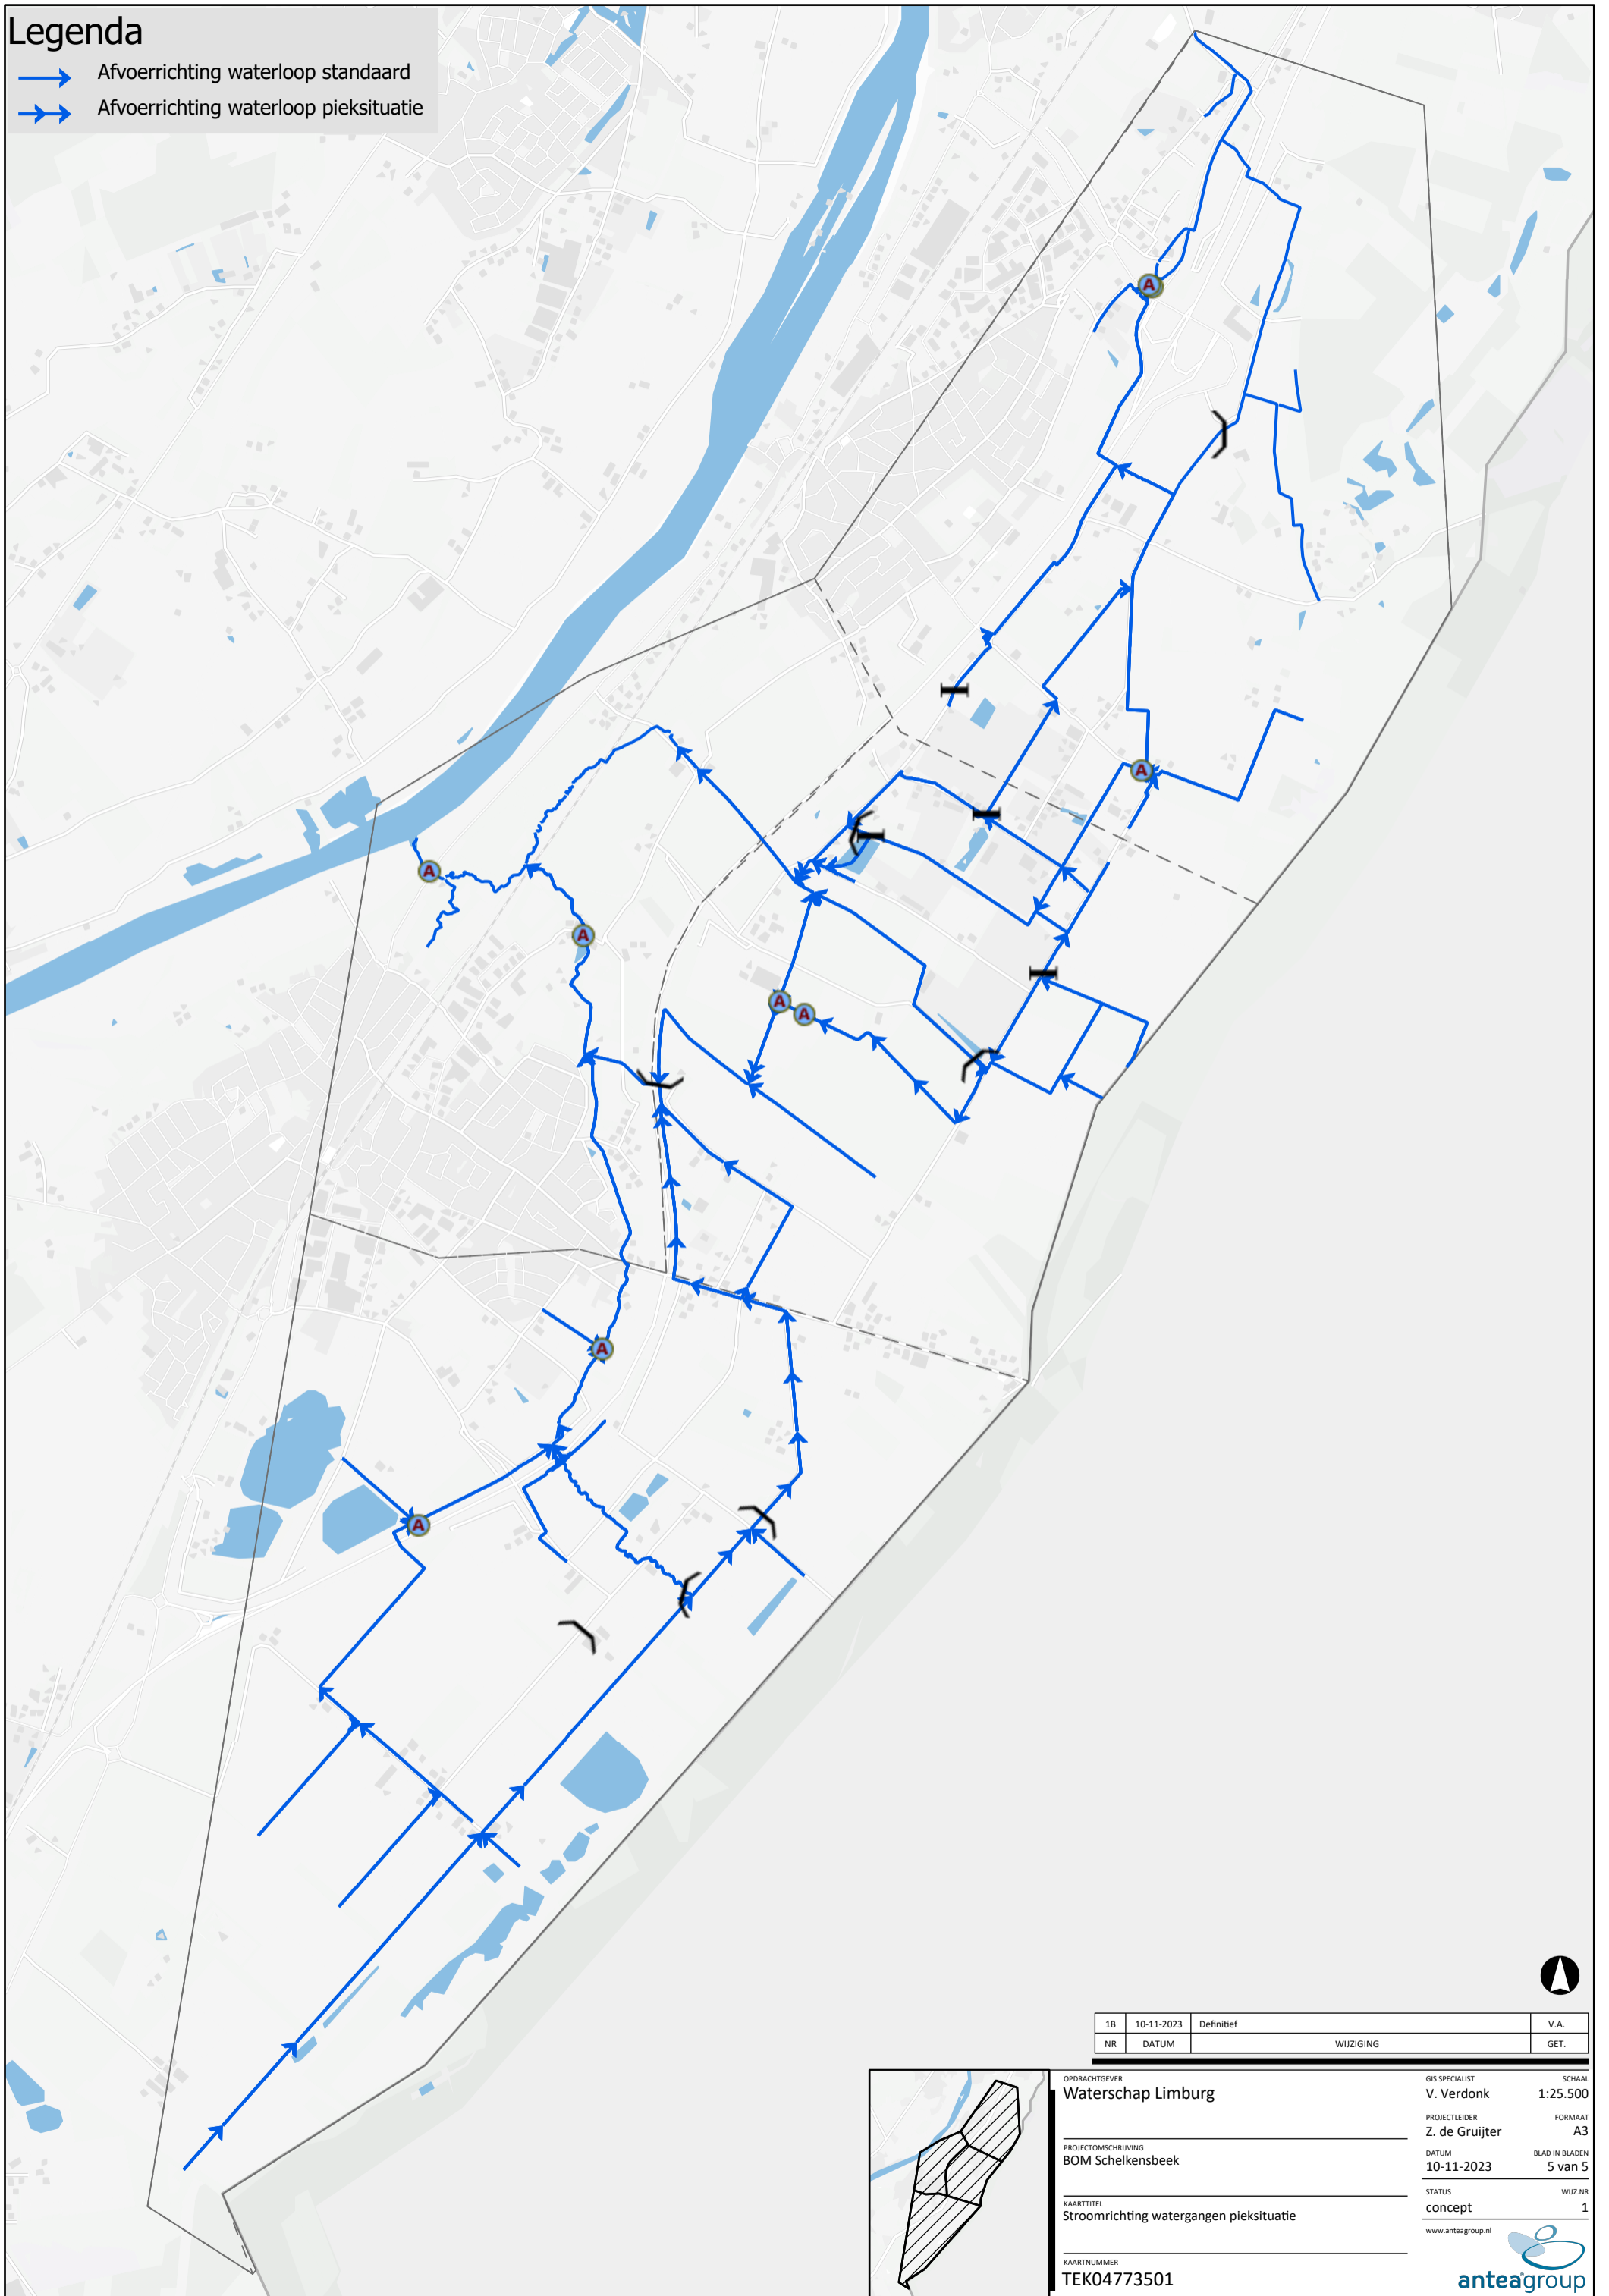 Legenda
Afvoerrichting waterloop standaard
Afvoerrichting waterloop pieksituatie
A
A
A
A
A
A
A
A
1B 10-11-2023 Definitief V.A.
NR DATUM WIJZIGING GET.
OPDRACHTGEVER
Waterschap Limburg
PROJECTOMSCHRIJVING
BOM Schelkensbeek
KAARTTITEL
Stroomrichting watergangen pieksituatie
KAARTNUMMER
TEK04773501
GIS SPECIALIST SCHAAL
V. Verdonk 1:25.500
PROJECTLEIDER FORMAAT
Z. de Gruijter A3
DATUM BLAD IN BLADEN
10-11-2023 5 van 5
STATUS WIJZ.NR
concept 1
www.anteagroup.nl
anteagroup